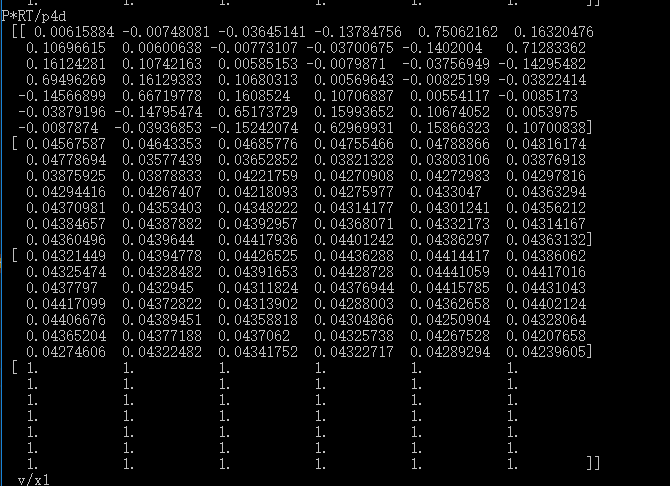 ]]
P*RT/p4d
[[ 0.00615884 -0.00748081 -0.03645141 -0.13784756 0.75062162 0.16320476
0.10696615 0.00600638 -0.00773107 -0.03700675 -0.1402004 0.71283362
0.16124281 0.10742163 0.00585153 -0.0079871 -0.03756949 -0.14295482
0.69496269 0.16129383 0.10680313 0.00569643 -0.00825199 -0.03822414
-0.14566899 0.66719778 0.1608524 0.10706887 0.00554117 -0.0085173
-0.03879196 -0.14795474 0.65173729 0.15993652 0.10674052 0.0053975
-0.0087874 -0.03936853 -0.15242074 0.62969931 0.15866323 0.10700838]
[ 0.04567587 0.04643353 0.04685776 0.04755466 0.04788866 0.04816174
0.04778694 0.03577439 0.03652852 0.03821328 0.03803106 0.03876918
0.03875925 0.03878833 0.04221759 0.04270908 0.04272983 0.04297816
0.04294416 0.04267407 0.04218093 0.04275977 0.0433047 0.04363294
0.04370981 0.04353403 0.04348222 0.04314177 0.04301241 0.04356212
0.04384657 0.04387882 0.04392957 0.04368071 0.04332173 0.04314167
0.04360496 0.0439644 0.04417936 0.04401242 0.04386297 0.04363132]
[ 0.04321449 0.04394778 0.04426525 0.04436288 0.04414417 0.04386062
0.04325474 0.04328482 0.04391653 0.04428728 0.04441059 0.04417016
0.0437797 0.0432945 0.04311824 0.04376944 0.04415785 0.04431043
0.04417099 0.04372822 0.04313902 0.04288003 0.04362658 0.04402124
0.04406676 0.04389451 0.04358818 0.04304866 0.04250904 0.04328064
0.04365204 0.04377188 0.0437062 0.04325738 0.04267528 0.04207658
0.04274606 0.04322482 0.04341752 0.04322717 0.04289294 0.04239605]
[ 1. 1. 1. 1. 1. 1.
1. 1. 1. 1. 1. 1.
1. 1. 1. 1. 1. 1.
1. 1. 1. 1. 1. 1.
1. 1. 1. 1. 1. 1.
1. 1. 1. 1. 1. 1.
1. 1. 1. 1. 1. 1. ]]
v/x1